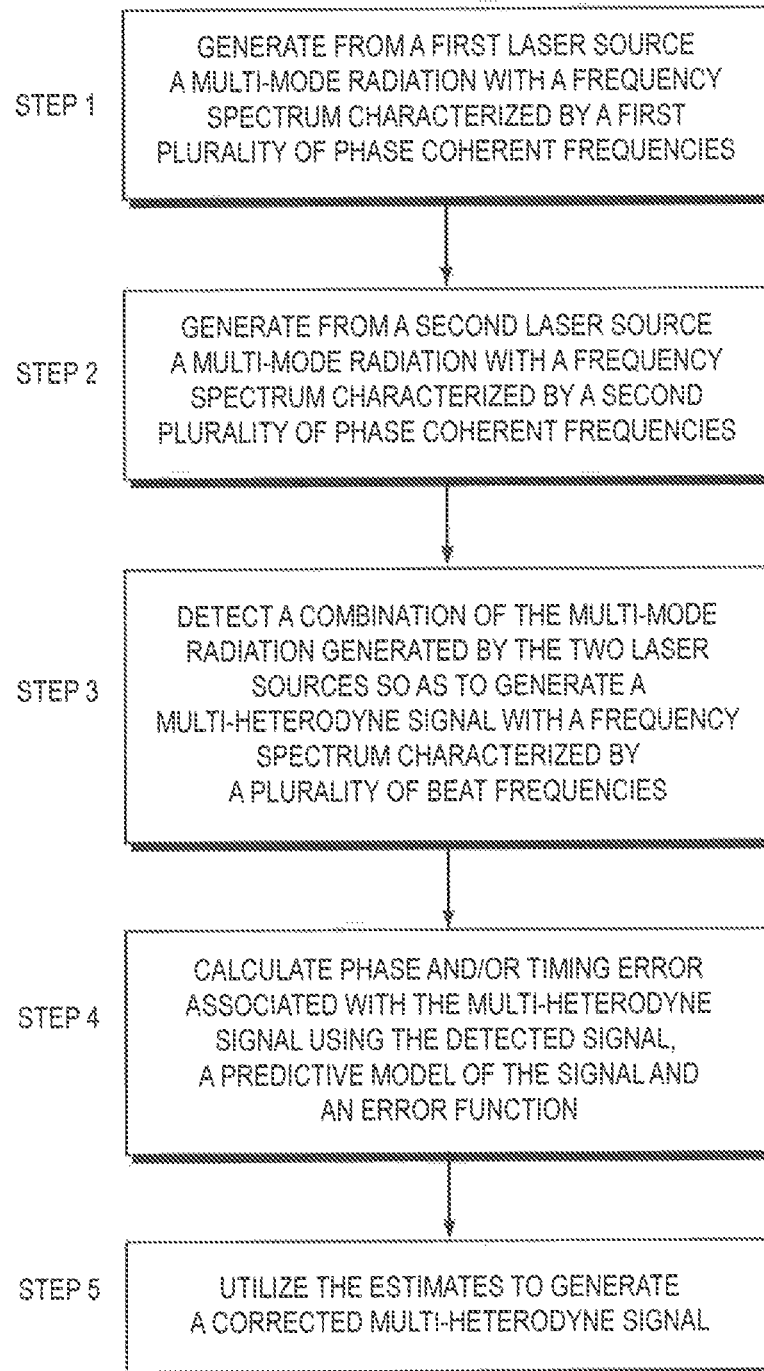 STEP 1
GENERATE FROM A FIRST LASER SOURCE
A MULTI-MODE RADIATION WITH A FREQUENCY
SPECTRUM CHARACTERIZED BY A FIRST
PLURALITY OF PHASE COHERENT FREQUENCIES
STEP 2
GENERATE FROM A SECOND LASER SOURCE
A MULTI-MODE RADIATION WITH A FREQUENCY
SPECTRUM CHARACTERIZED BY A SECOND
PLURALITY OF PHASE COHERENT FREQUENCIES
STEP 3
DETECT A COMBINATION OF THE MULTI-MODE
RADIATION GENERATED BY THE TWO LASER
SOURCES SO AS TO GENERATE A
MULTI-HETERODYNE SIGNAL WITH A FREQUENCY
SPECTRUM CHARACTERIZED BY
A PLURALITY OF BEAT FREQUENCIES
STEP 4
CALCULATE PHASE AND/OR TIMING ERROR
ASSOCIATED WITH THE MULTI-HETERODYNE
SIGNAL USING THE DETECTED SIGNAL,
A PREDICTIVE MODEL OF THE SIGNAL AND
AN ERROR FUNCTION
STEP 5
UTILIZE THE ESTIMATES TO GENERATE
A CORRECTED MULTI-HETERODYNE SIGNAL